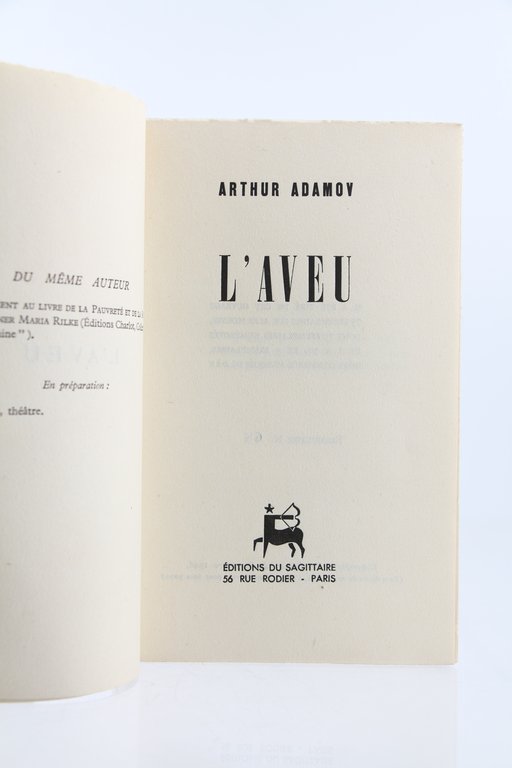 DU MÊME AUTEUR
ENT AU LIVRE DE LA PAUVRETÉ ET DE LA
NER MARIA RILKE (Éditions Charlot, Col
ine").
En préparation :
, théâtre.
ARTHUR ADAMOV
L'AVEU
ÉDITIONS DU SAGITTAIRE
56 RUE RODIER - PARIS